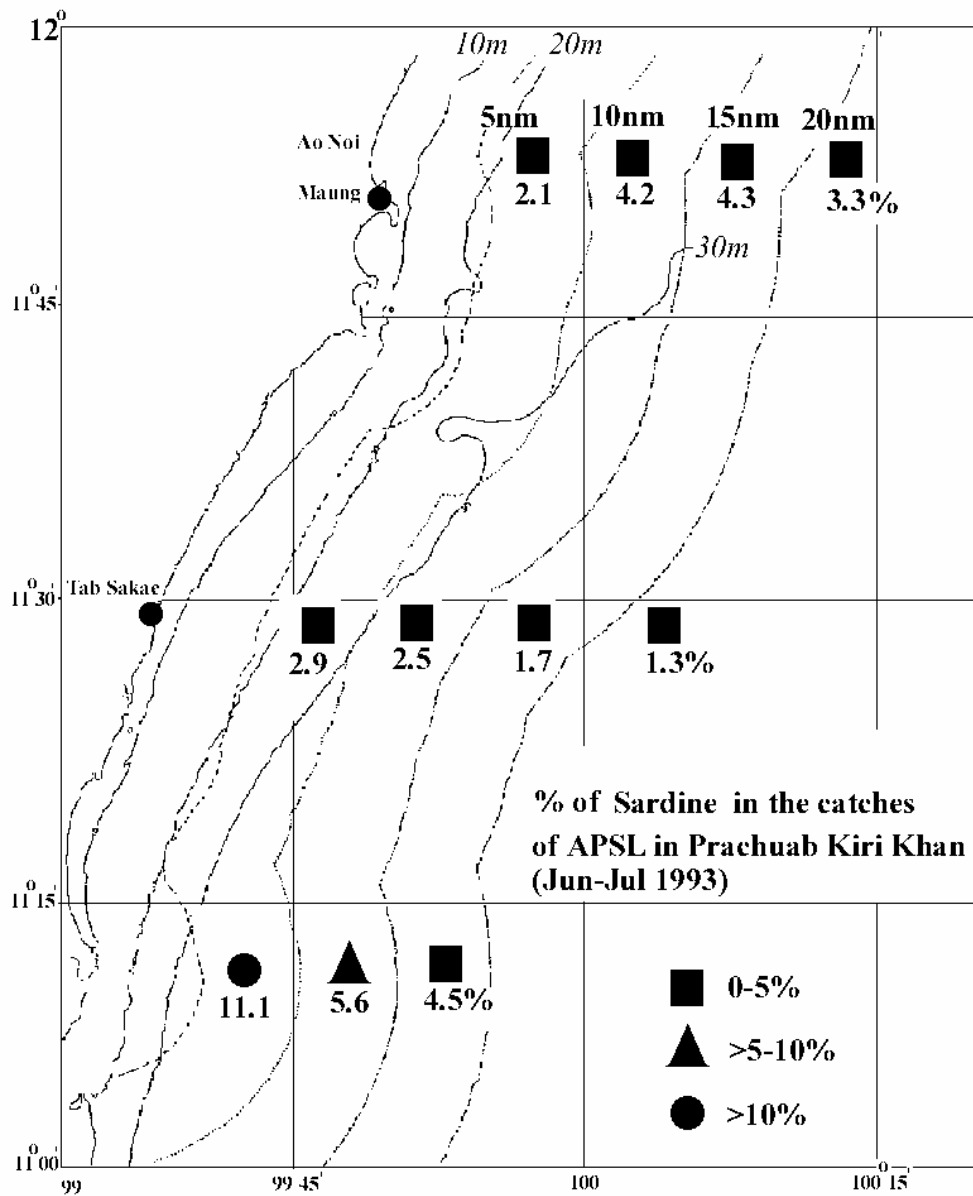 12°
10m 20m
5nm 10nm 15nm 20nm
Ao Noi
Maung
2.1 4.2 4.3 3.3%
30m
11° 45'
Tab Sakae
11° 30'
2.9 2.5 1.7 1.3%
% of Sardine in the catches
of APSL in Prachuab Kiri Khan
(Jun-Jul 1993)
11° 15'
11.1 5.6 4.5%
0-5%
>5-10%
>10%
11° 00'
99 99 45' 100 100 15'